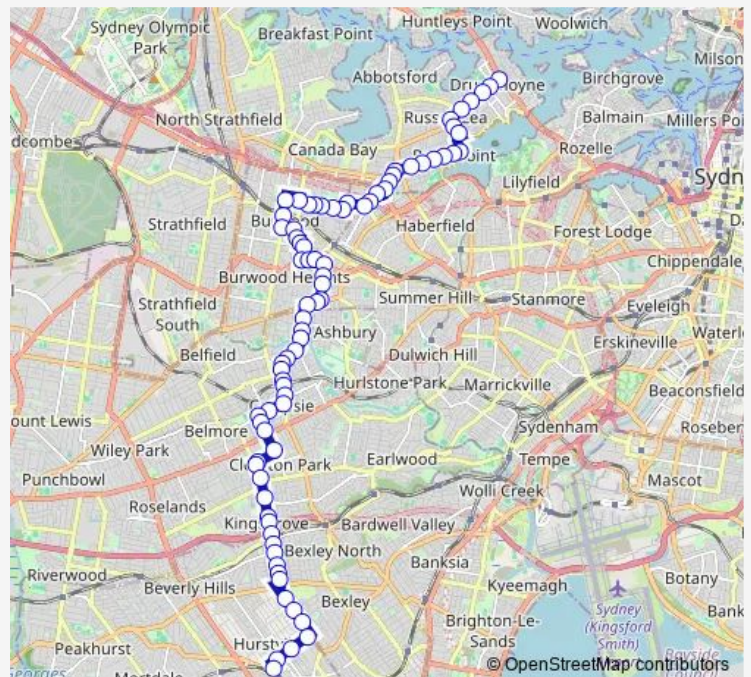 Huntleys Point
Woolwich
Sydney Olympic
Park
Breakfast Point
Milson
Abbotsford
Birchgrove
North Strathfield
Balmain
Millers Po
dcombe
Canada Bay
Rozelle
Lilyfield
Sydn
Strathfield
Haberfield
Forest Lodge
Chippendale
Burwood Heights
Summer Hill
Stanmore
Eveleigh
Strathfield
South
Ashbury
Erskineville
Waterl
Belfield
Dulwich Hill
Hurlstone Park
Marrickville
Beaconsfield
ount Lewis
sie
Belmore
Sydenham
Roseber
Wiley Park
Earlwood
Tempe
Punchbowl
Wolli Creek
Mascot
Roselands
Bardwell Valley
Bexley North
Banksia
Riverwood
Beverly Hills
Kyeemagh
Botany
Bexley
Sydney
(Kingsford
Smith)
Bank
Brighton-Le-
Sands
Peakhurst
Hurstv
© OpenStreetMap contributors